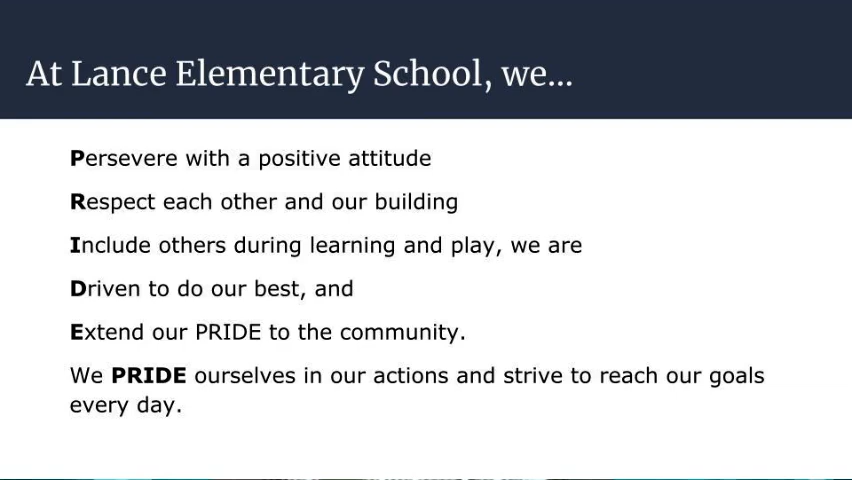 At Lance Elementary School, we...
Persevere with a positive attitude
Respect each other and our building
Include others during learning and play, we are
Driven to do our best, and
Extend our PRIDE to the community.
We PRIDE ourselves in our actions and strive to reach our goals
every day.